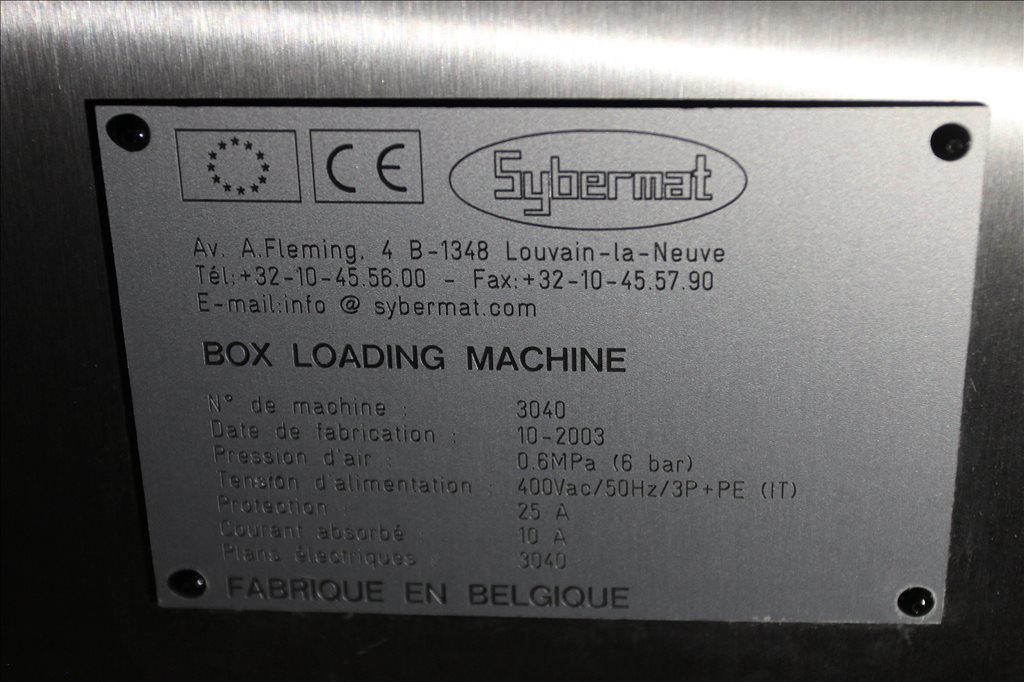 CE Sybermat
Av. A.Fleming, 4 B-1348 Louvain-la-Neuve
Tél:+32-10-45.56.00 - Fax:+32-10-45.57.90
E-mail:info @ sybermat.com
BOX LOADING MACHINE
N° de machine : 3040
Date de fabrication : 10-2003
Pression d'air : 0.6MPa (6 bar)
Tension d'alimentation : 400Vac/50Hz/3P+PE (IT)
Protection : 25 A
Courant absorbé : 10 A
Plans électriques : 3040
FABRIQUE EN BELGIQUE